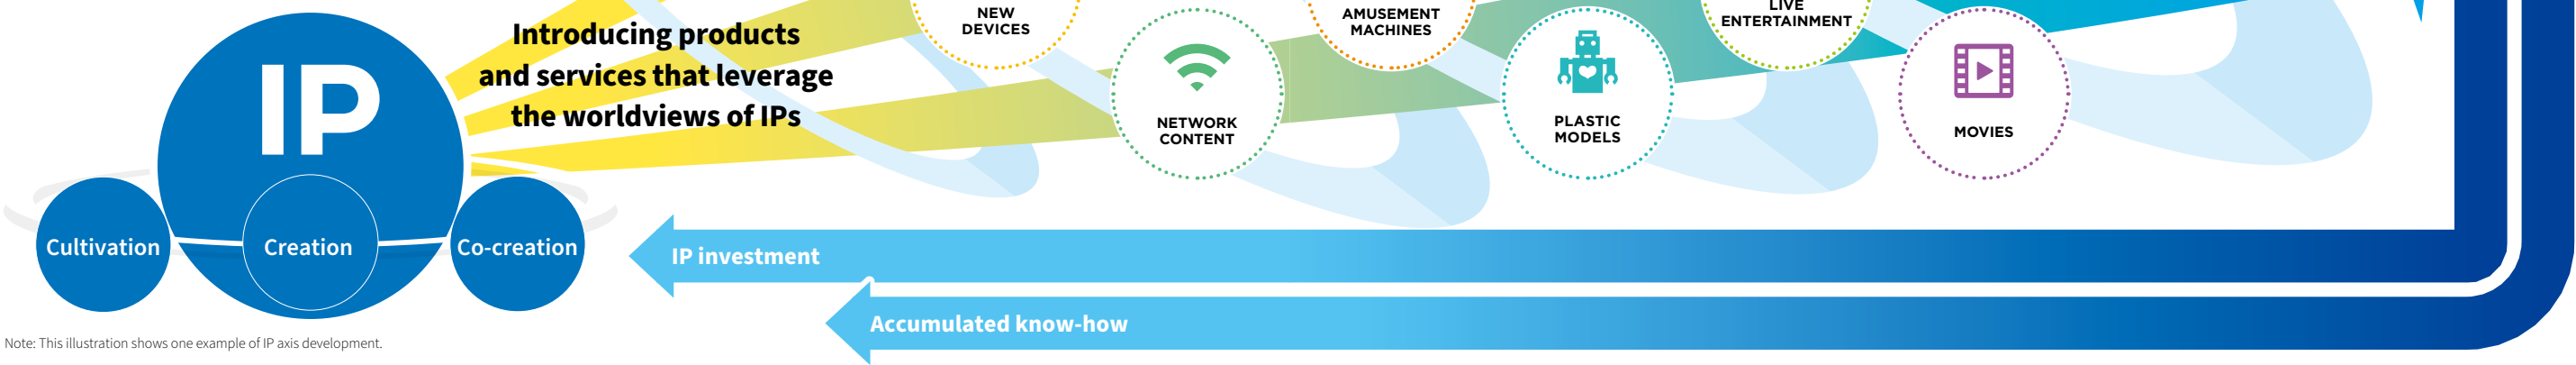 Introducing products
and services that leverage
the worldviews of IPs
IP
Cultivation
Creation
Co-creation
NEW
DEVICES
NETWORK
CONTENT
AMUSEMENT
MACHINES
PLASTIC
MODELS
LIVE
ENTERTAINMENT
MOVIES
IP investment
Accumulated know-how
Note: This illustration shows one example of IP axis development.